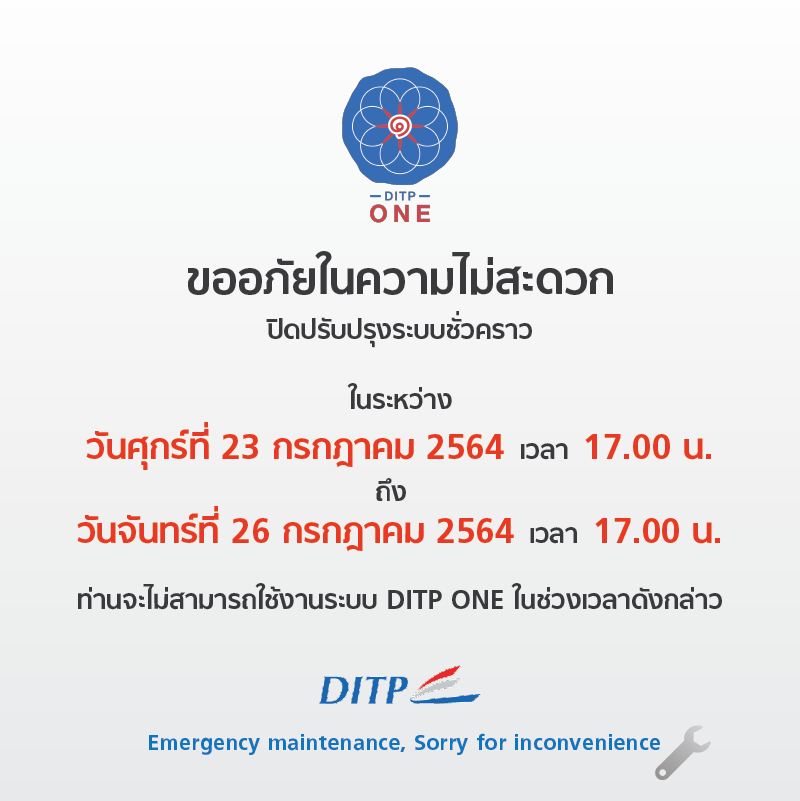 DITP
ONE
ขออภัยในความไม่สะดวก
ปิดปรับปรุงระบบชั่วคราว
ในระหว่าง
วันศุกร์ที่ 23 กรกฎาคม 2564 เวลา 17.00 น.
ถึง
วันจันทร์ที่ 26 กรกฎาคม 2564 เวลา 17.00 น.
ท่านจะไม่สามารถใช้งานระบบ DITP ONE ในช่วงเวลาดังกล่าว
DITP
Emergency maintenance, Sorry for inconvenience